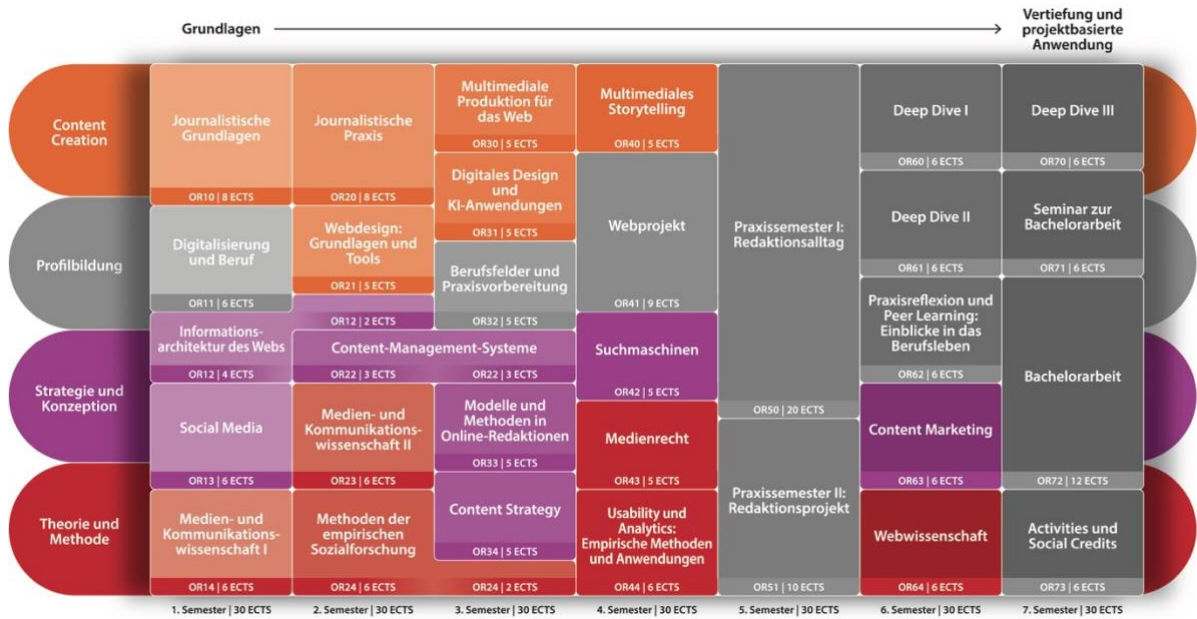 Grundlagen
Vertiefung und
projektbasierte
Anwendung
Content
Creation
Profilbildung
Strategie und
Konzeption
Theorie und
Methode
Journalistische
Grundlagen
OR10 | 8 ECTS
Digitalisierung
und Beruf
OR11 | 6 ECTS
Informations-
architektur des Webs
OR12 | 4 ECTS
Social Media
OR13 | 6 ECTS
Medien- und
Kommunikations-
wissenschaft I
OR14 | 6 ECTS
1. Semester | 30 ECTS
Journalistische
Praxis
OR20 | 8 ECTS
Webdesign:
Grundlagen und
Tools
OR21 | 5 ECTS
OR12 | 2 ECTS
Content-Management-Systeme
OR22 | 3 ECTS
OR22 | 3 ECTS
Medien- und
Kommunikations-
wissenschaft II
OR23 | 6 ECTS
Methoden der
empirischen
Sozialforschung
OR24 | 6 ECTS
2. Semester | 30 ECTS
Multimediale
Produktion für
das Web
OR30 | 5 ECTS
Digitales Design
und
KI-Anwendungen
OR31 | 5 ECTS
Berufsfelder und
Praxisvorbereitung
OR32 | 5 ECTS
Modelle und
Methoden in
Online-Redaktionen
OR33 | 5 ECTS
Content Strategy
OR34 | 5 ECTS
OR24 | 2 ECTS
3. Semester | 30 ECTS
Multimediales
Storytelling
OR40 | 5 ECTS
Webprojekt
OR41 | 9 ECTS
Suchmaschinen
OR42 | 5 ECTS
Medienrecht
OR43 | 5 ECTS
Usability und
Analytics:
Empirische Methoden
und Anwendungen
OR44 | 6 ECTS
4. Semester | 30 ECTS
Praxissemester I:
Redaktionsalltag
OR50 | 20 ECTS
Praxissemester II:
Redaktionsprojekt
OR51 | 10 ECTS
5. Semester | 30 ECTS
Deep Dive I
OR60 | 6 ECTS
Deep Dive II
OR61 | 6 ECTS
Praxisreflexion und
Peer Learning:
Einblicke in das
Berufsleben
OR62 | 6 ECTS
Content Marketing
OR63 | 6 ECTS
Webwissenschaft
OR64 | 6 ECTS
6. Semester | 30 ECTS
Deep Dive III
OR70 | 6 ECTS
Seminar zur
Bachelorarbeit
OR71 | 6 ECTS
Bachelorarbeit
OR72 | 12 ECTS
Activities und
Social Credits
OR73 | 6 ECTS
7. Semester | 30 ECTS